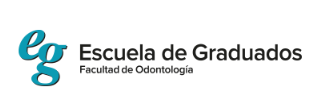 eg Escuela de Graduados
Facultad de Odontología